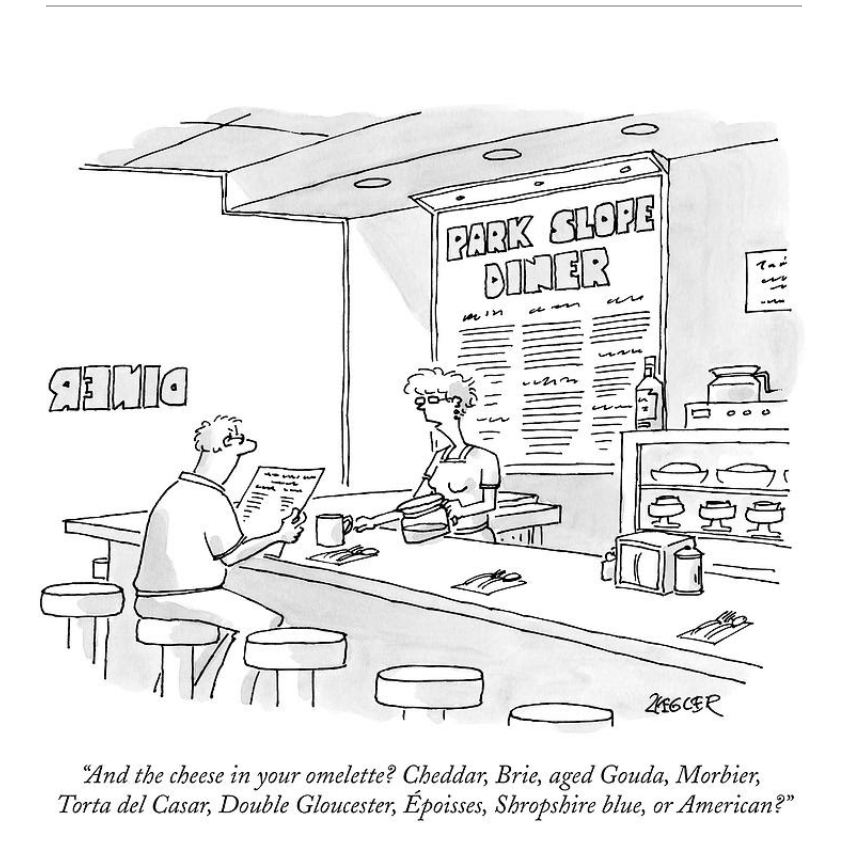 PARK SLOPE
DINER
DINER
ZIEGLER
“And the cheese in your omelette? Cheddar, Brie, aged Gouda, Morbier,
Torta del Casar, Double Gloucester, Époisses, Shropshire blue, or American?”